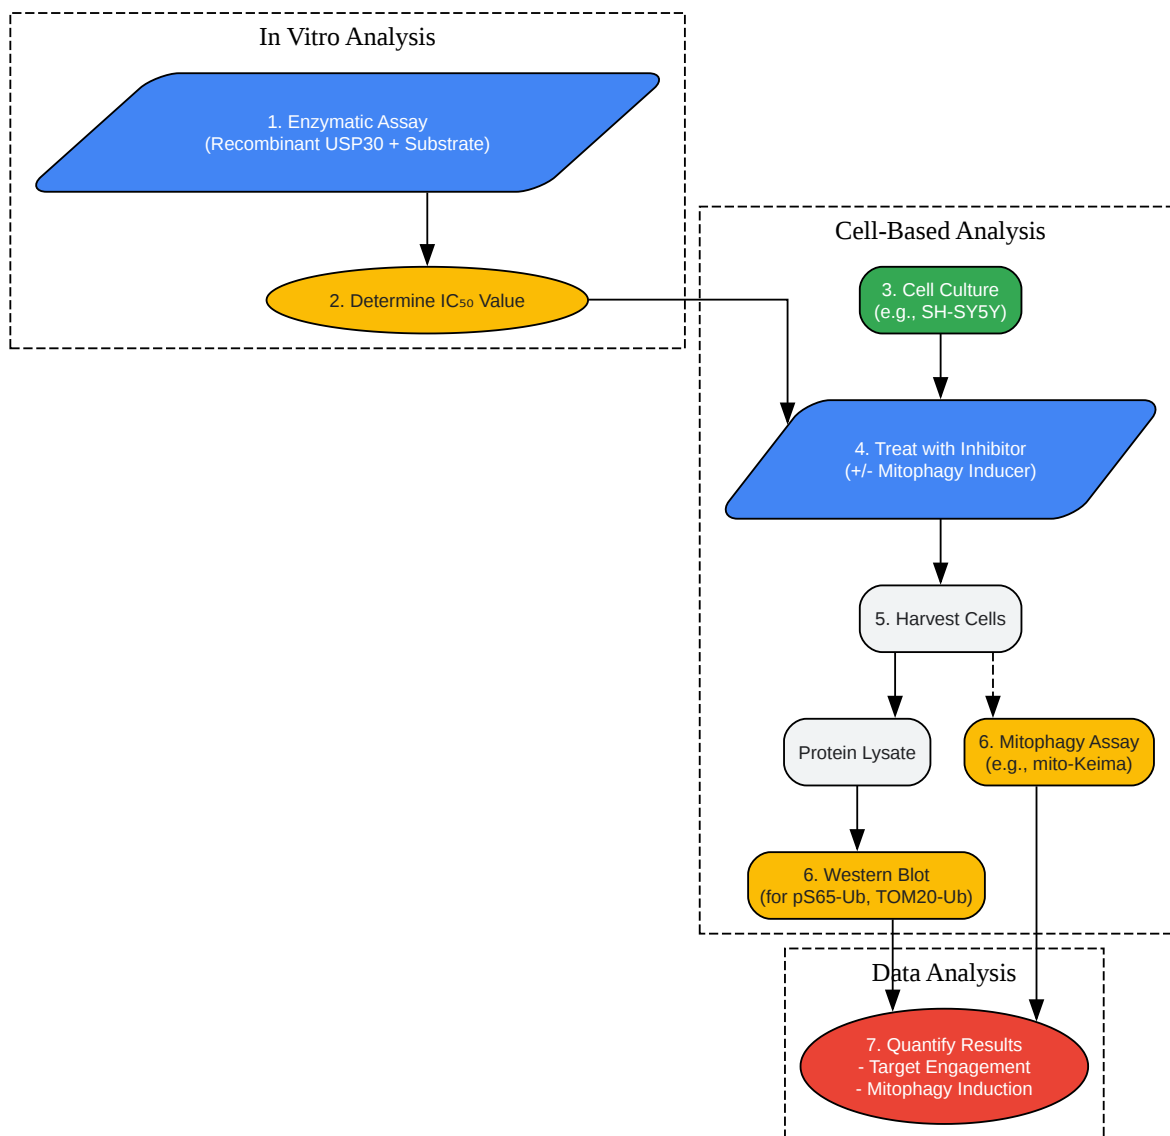 In Vitro Analysis
1. Enzymatic Assay
(Recombinant USP30 + Substrate)
2. Determine IC₅₀ Value
Cell-Based Analysis
3. Cell Culture
(e.g., SH-SY5Y)
4. Treat with Inhibitor
(+/- Mitophagy Inducer)
5. Harvest Cells
Protein Lysate
6. Mitophagy Assay
(e.g., mito-Keima)
6. Western Blot
(for pS65-Ub, TOM20-Ub)
Data Analysis
7. Quantify Results
- Target Engagement
- Mitophagy Induction